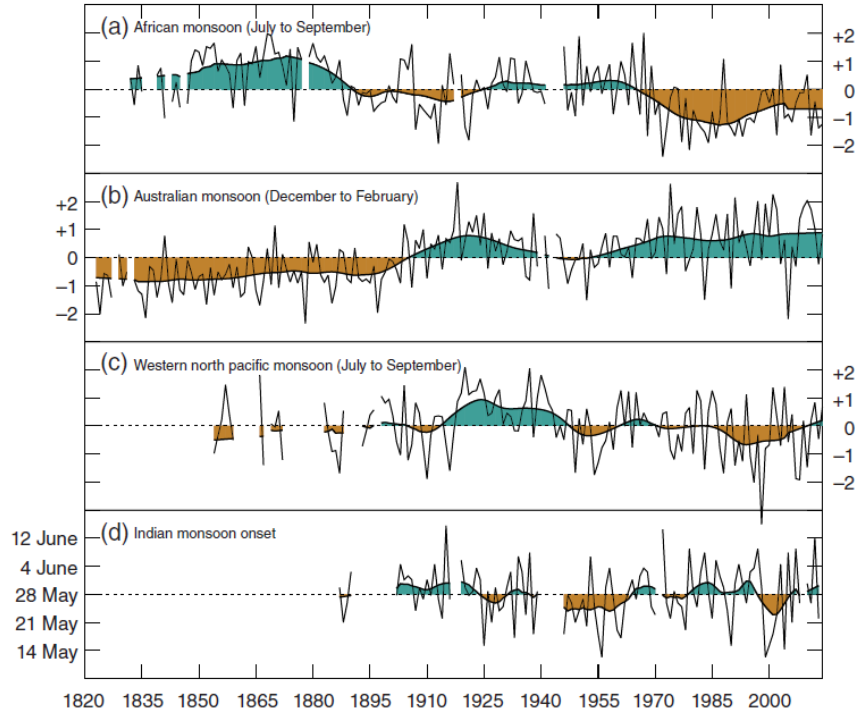 (a) African monsoon (July to September)
+2
+1
0
−1
−2
(b) Australian monsoon (December to February)
+2
+1
0
−1
−2
(c) Western north pacific monsoon (July to September)
+2
+1
0
−1
−2
(d) Indian monsoon onset
12 June
4 June
28 May
21 May
14 May
1820 1835 1850 1865 1880 1895 1910 1925 1940 1955 1970 1985 2000